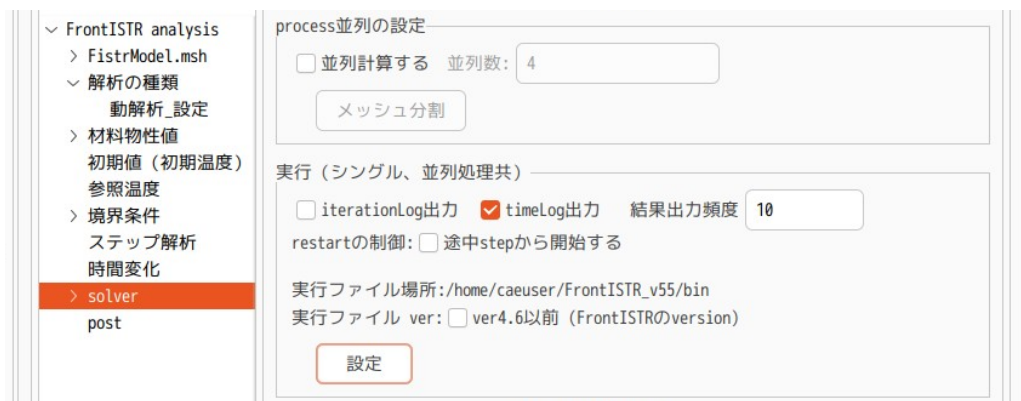 FrontISTR analysis
FistrModel.msh
解析の種類
動解析_設定
材料物性値
初期値（初期温度）
参照温度
境界条件
ステップ解析
時間変化
solver
post
process並列の設定
並列計算する 並列数: 4
メッシュ分割
実行（シングル、並列処理共）
iterationLog出力 timeLog出力 結果出力頻度 10
restartの制御: 途中stepから開始する
実行ファイル場所:/home/caeuser/FrontISTR_v55/bin
実行ファイル ver: ver4.6以前（FrontISTRのversion）
設定